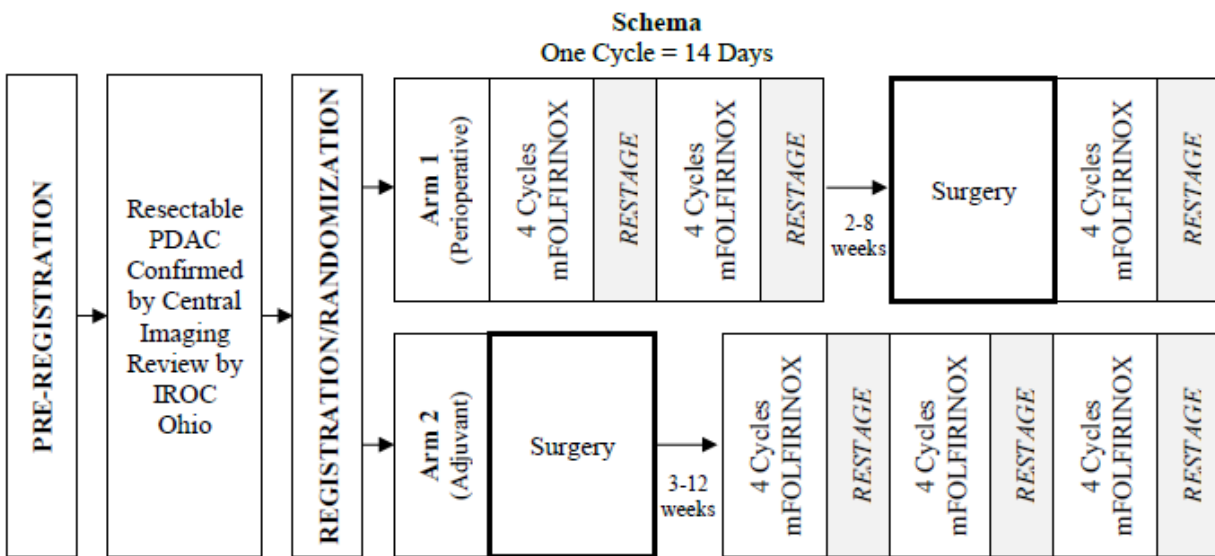 Schema
One Cycle = 14 Days
PRE-REGISTRATION
Resectable
PDAC
Confirmed
by Central
Imaging
Review by
IROC
Ohio
REGISTRATION/RANDOMIZATION
Arm 1
(Perioperative)
4 Cycles
mFOLFIRINOX
RESTAGE
4 Cycles
mFOLFIRINOX
RESTAGE
2-8
weeks
Surgery
4 Cycles
mFOLFIRINOX
RESTAGE
Arm 2
(Adjuvant)
Surgery
3-12
weeks
4 Cycles
mFOLFIRINOX
RESTAGE
4 Cycles
mFOLFIRINOX
RESTAGE
4 Cycles
mFOLFIRINOX
RESTAGE